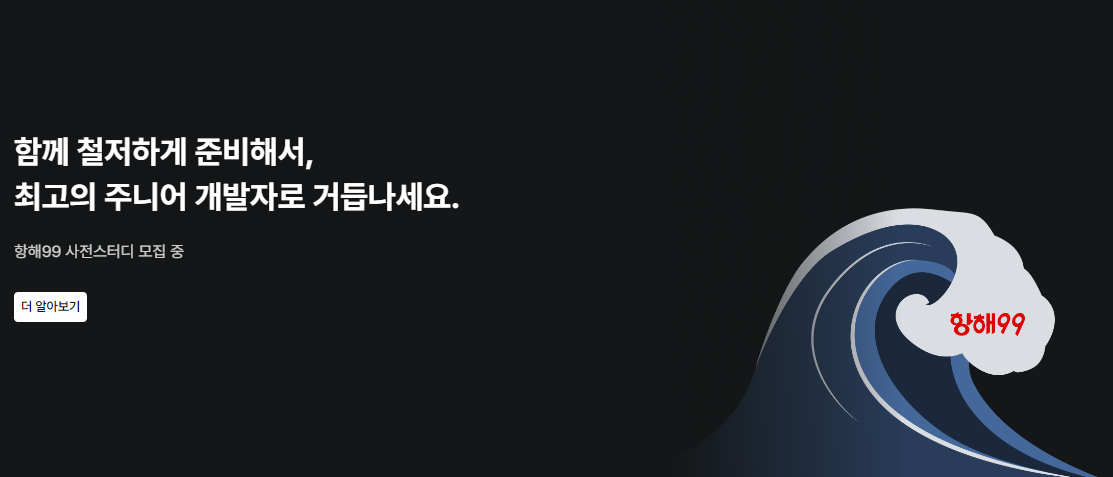 함께 철저하게 준비해서,
최고의 주니어 개발자로 거듭나세요.
항해99 사전스터디 모집 중
더 알아보기
항해99